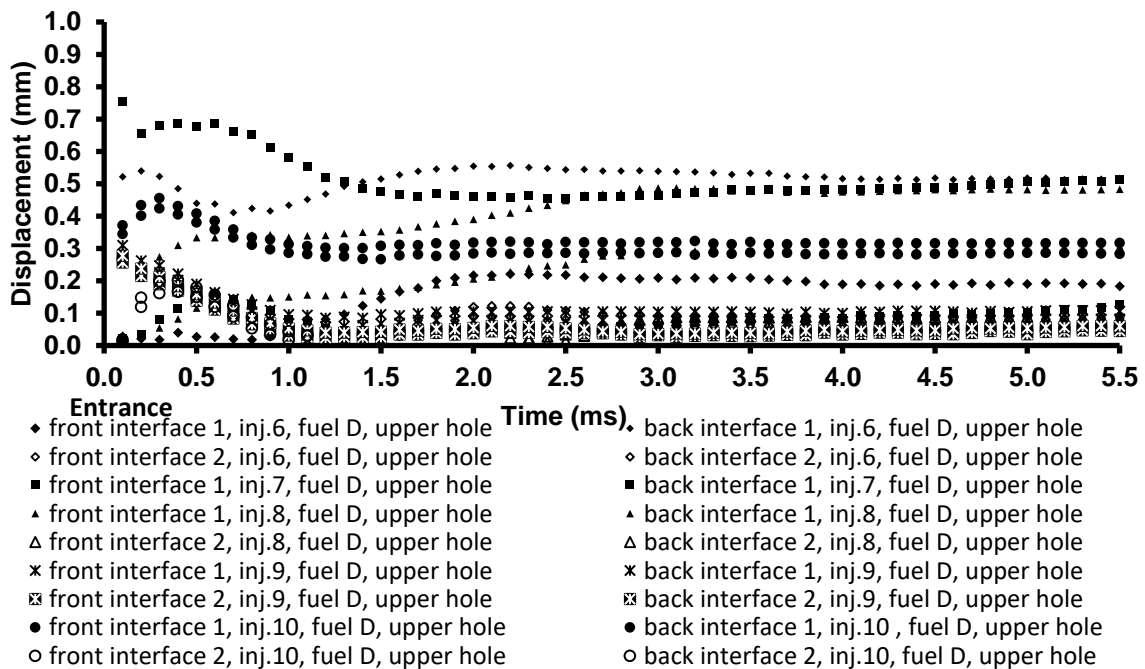 1.0
0.9
0.8
0.7
0.6
0.5
0.4
0.3
0.2
0.1
0.0
Displacement (mm)
0.0 0.5 1.0 1.5 2.0 2.5 3.0 3.5 4.0 4.5 5.0 5.5
Entrance
Time (ms)
front interface 1, inj.6, fuel D, upper hole back interface 1, inj.6, fuel D, upper hole
front interface 2, inj.6, fuel D, upper hole back interface 2, inj.6, fuel D, upper hole
front interface 1, inj.7, fuel D, upper hole back interface 1, inj.7, fuel D, upper hole
front interface 1, inj.8, fuel D, upper hole back interface 1, inj.8, fuel D, upper hole
front interface 2, inj.8, fuel D, upper hole back interface 2, inj.8, fuel D, upper hole
front interface 1, inj.9, fuel D, upper hole back interface 1, inj.9, fuel D, upper hole
front interface 2, inj.9, fuel D, upper hole back interface 2, inj.9, fuel D, upper hole
front interface 1, inj.10, fuel D, upper hole back interface 1, inj.10 , fuel D, upper hole
front interface 2, inj.10, fuel D, upper hole back interface 2, inj.10, fuel D, upper hole